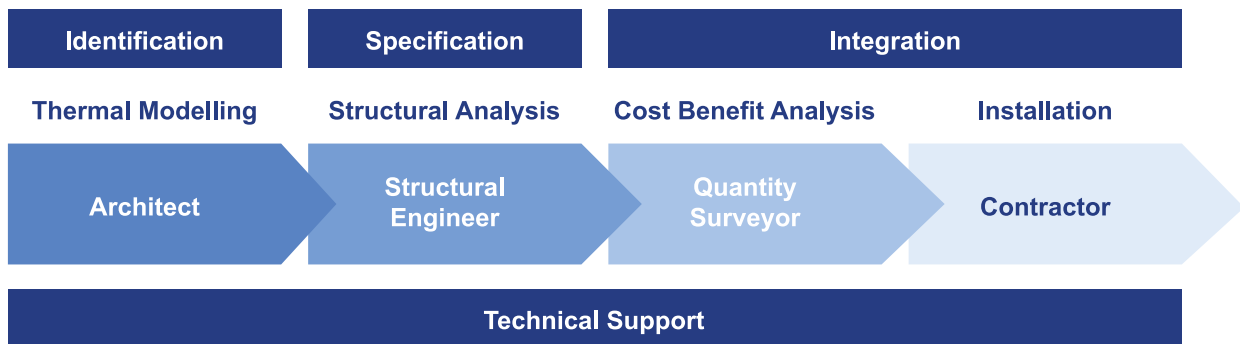 Identification
Specification
Integration
Thermal Modelling
Structural Analysis
Cost Benefit Analysis
Installation
Architect
Structural
Engineer
Quantity
Surveyor
Contractor
Technical Support